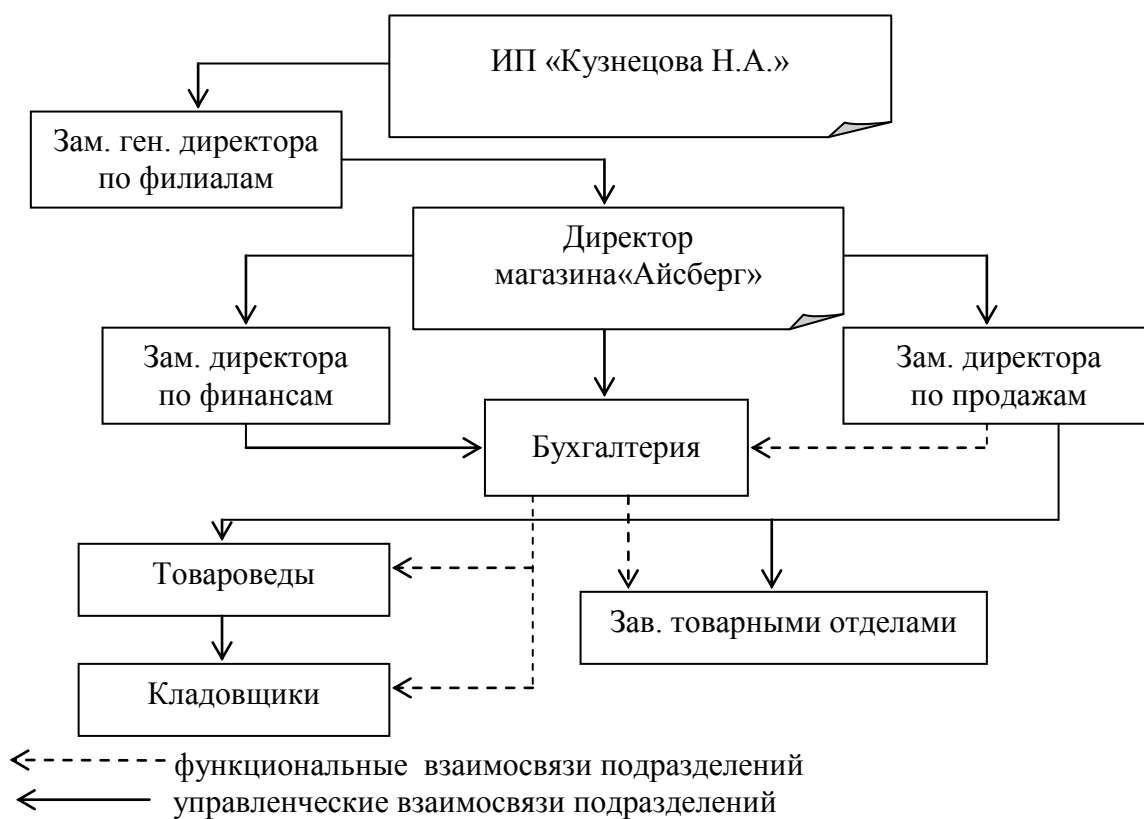 ИП «Кузнецова Н.А.»
Зам. ген. директора
по филиалам
Директор
магазина«Айсберг»
Зам. директора
по финансам
Зам. директора
по продажам
Бухгалтерия
Товароведы
Зав. товарными отделами
Кладовщики
функциональные взаимосвязи подразделений
управленческие взаимосвязи подразделений